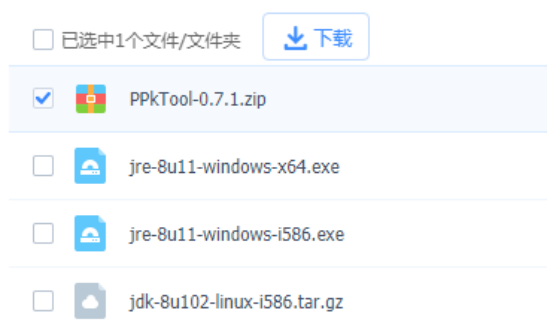 已选中1个文件/文件夹 下载
PPkTool-0.7.1.zip
jre-8u11-windows-x64.exe
jre-8u11-windows-i586.exe
jdk-8u102-linux-i586.tar.gz